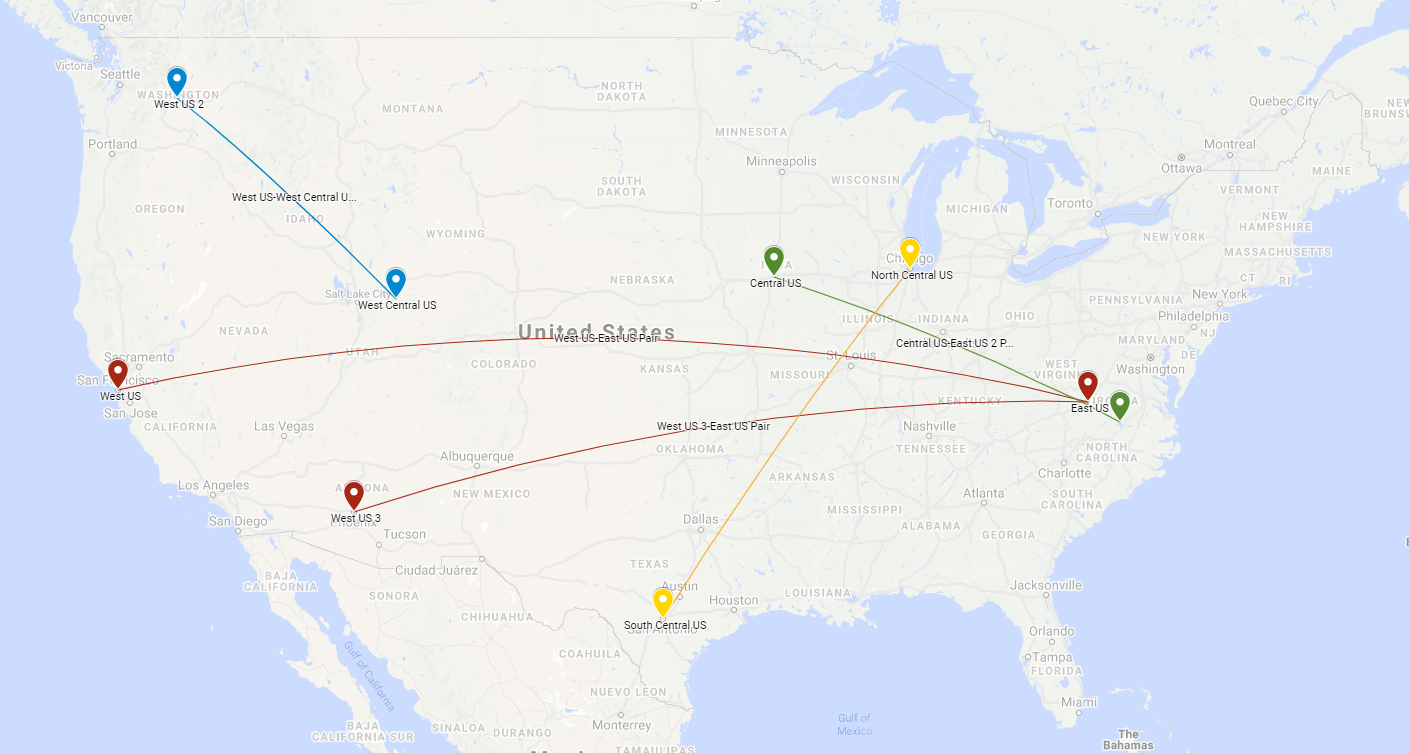 Vancouver
Victoria
Seattle
WASHINGTON
West US 2
MONTANA
NORTH
DAKOTA
MINNESOTA
Minneapolis
Quebec City
NEW
BRUNSW
Montreal
Ottawa
MAINE
Portland
SOUTH
DAKOTA
WISCONSIN
VERMONT
West US-West Central U...
OREGON
IDAHO
WYOMING
MICHIGAN
Toronto
NEW YORK
NEW
HAMPSHIRE
MASSACHUSETTS
CT
RI
Central US
North Central US
NEBRASKA
Salt Lake City
West Central US
PENNSYLVANIA
New York
Philadelphia
NJ
NEVADA
United States
West US-East US Pair
ILLINOIS
INDIANA
OHIO
Central US-East US 2 P...
MARYLAND
DE
UTAH
COLORADO
KANSAS
St. Louis
MISSOURI
WEST
VIRGINIA
Washington
Sacramento
San Francisco
West US
San Jose
CALIFORNIA
KENTUCKY
East US
Las Vegas
West US 3-East US Pair
Nashville
TENNESSEE
NORTH
CAROLINA
Charlotte
OKLAHOMA
Albuquerque
ARKANSAS
Los Angeles
ARIZONA
NEW MEXICO
Atlanta
SOUTH
CAROLINA
San Diego
West US 3
Phoenix
Tucson
Dallas
MISSISSIPPI
ALABAMA
GEORGIA
Ciudad Juárez
TEXAS
BAJA
CALIFORNIA
SONORA
Austin
Houston
LOUISIANA
Jacksonville
CHIHUAHUA
South Central US
San Antonio
Gulf of California
COAHUILA
Orlando
Tampa
FLORIDA
NUEVO LEON
Miami
BAJA
CALIFORNIA SUR
SINALOA
DURANGO
Monterrey
Gulf of
Mexico
The
Bahamas
TAMAULIPAS